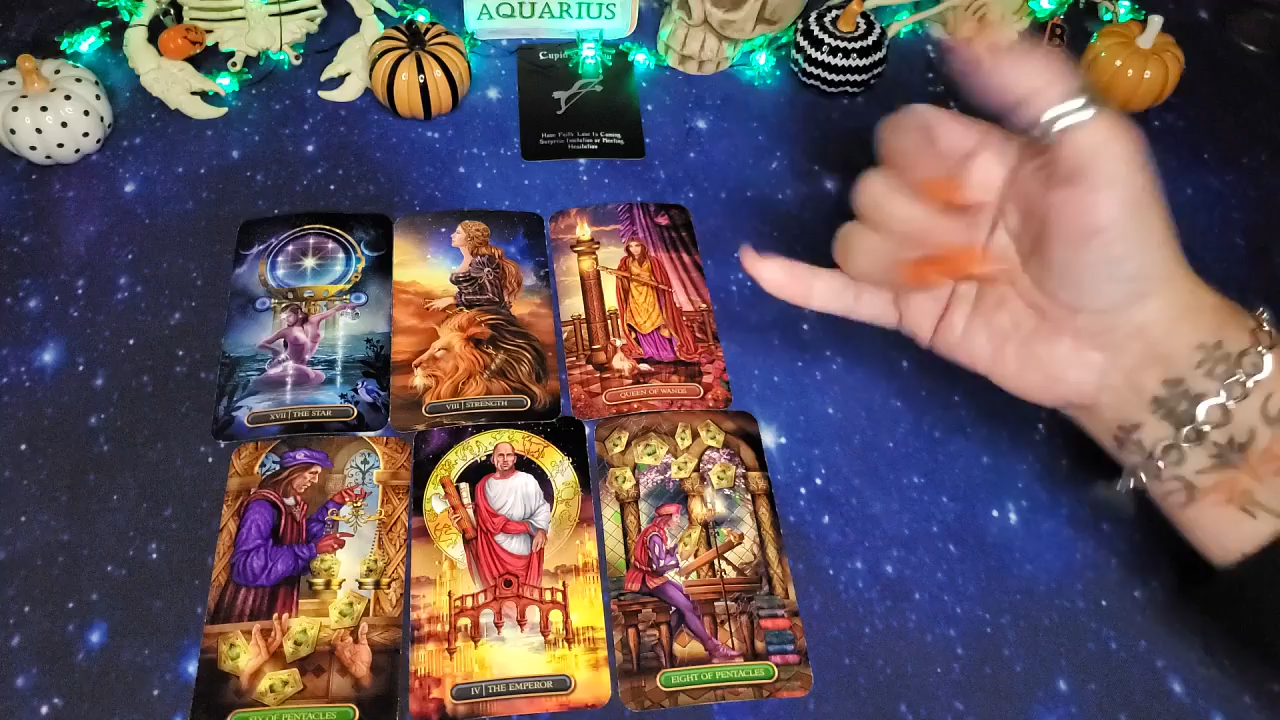 AQUARIUS
Cupid's
Have Faith, Love Is Coming,
Surprise Invitation or Meeting,
Hesitation
XVII | THE STAR
VIII | STRENGTH
QUEEN OF WANDS
SIX OF PENTACLES
IV | THE EMPEROR
EIGHT OF PENTACLES